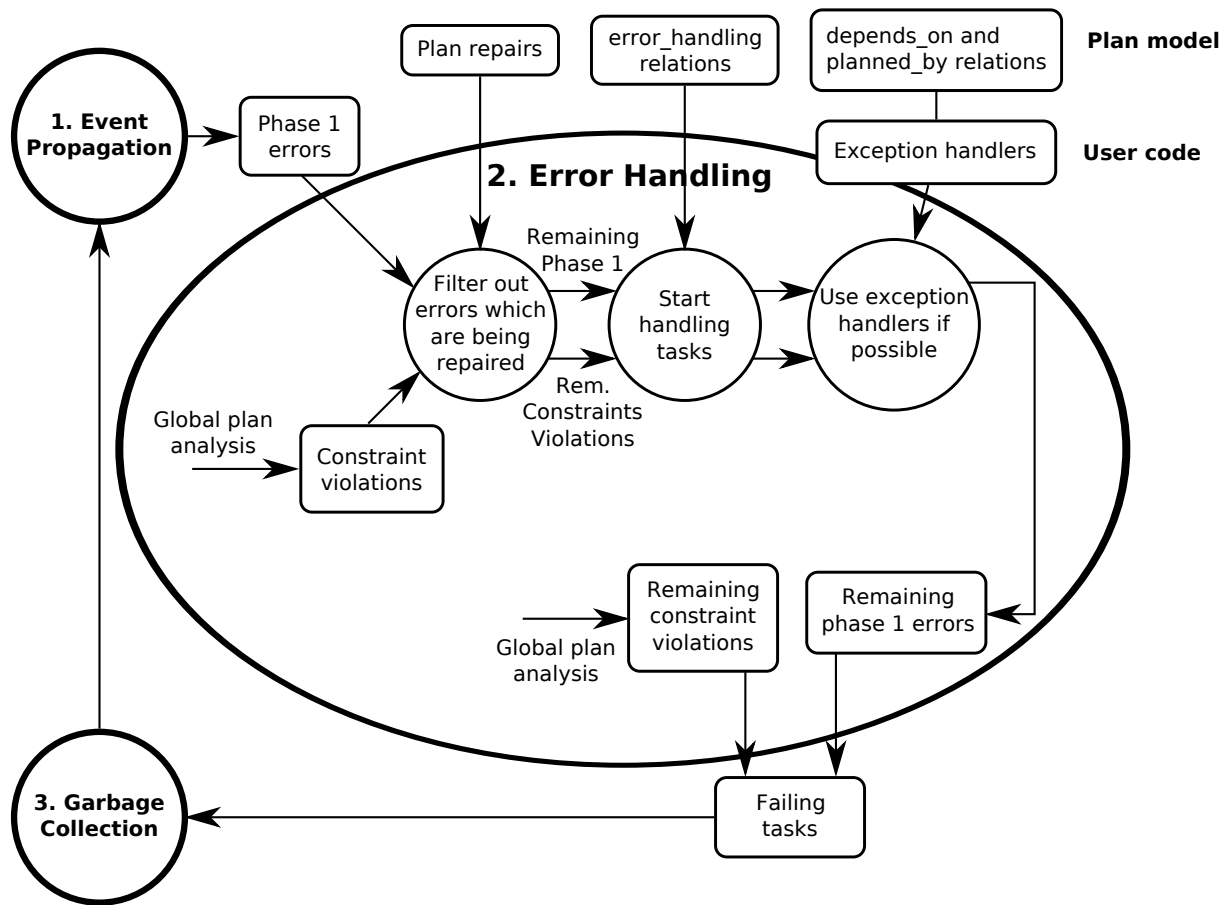 Plan repairs
error_handling
relations
depends_on and
planned_by relations
Plan model
1. Event
Propagation
Phase 1
errors
Exception handlers
User code
2. Error Handling
Remaining
Phase 1
Filter out
errors which
are being
repaired
Start
handling
tasks
Use exception
handlers if
possible
Rem.
Constraints
Violations
Global plan
analysis
Constraint
violations
Remaining
constraint
violations
Remaining
phase 1 errors
Global plan
analysis
3. Garbage
Collection
Failing
tasks